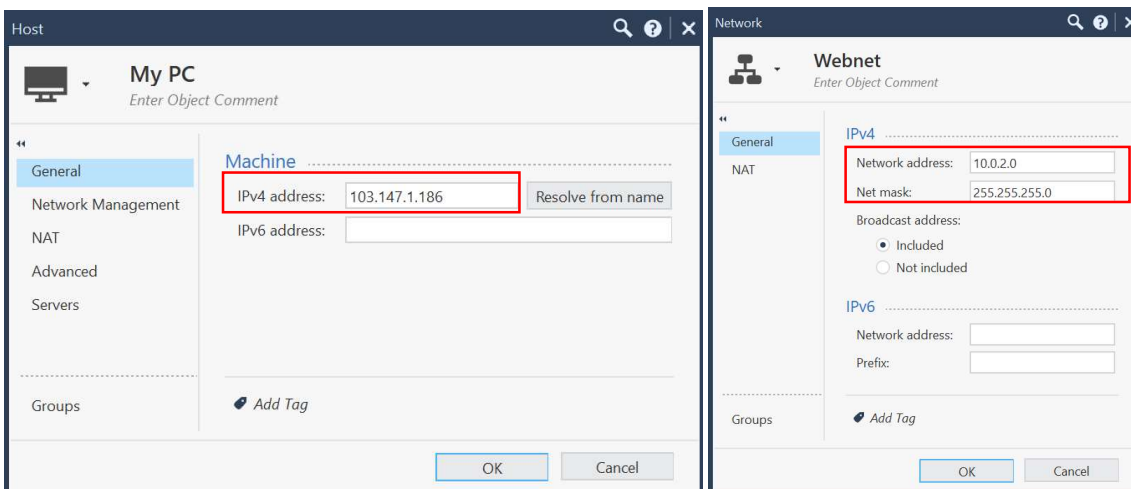 Host
My PC
Enter Object Comment
General
Network Management
NAT
Advanced
Servers
Groups
Machine
IPv4 address: 103.147.1.186 Resolve from name
IPv6 address:
Add Tag
OK Cancel
Network
Webnet
Enter Object Comment
General
NAT
Groups
IPv4
Network address: 10.0.2.0
Net mask: 255.255.255.0
Broadcast address:
Included
Not included
IPv6
Network address:
Prefix:
Add Tag
OK Cancel